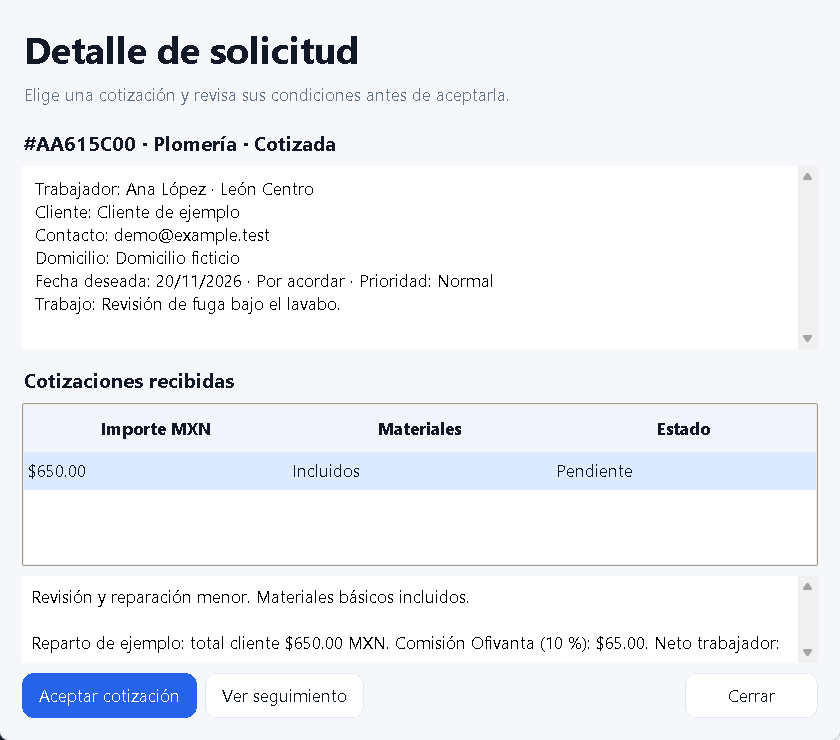 Detalle de solicitud
Elige una cotización y revisa sus condiciones antes de aceptarla.
#AA615C00 · Plomería · Cotizada
Trabajador: Ana López · León Centro
Cliente: Cliente de ejemplo
Contacto: demo@example.test
Domicilio: Domicilio ficticio
Fecha deseada: 20/11/2026 · Por acordar · Prioridad: Normal
Trabajo: Revisión de fuga bajo el lavabo.
Cotizaciones recibidas
Importe MXN Materiales Estado
$650.00 Incluidos Pendiente
Revisión y reparación menor. Materiales básicos incluidos.
Reparto de ejemplo: total cliente $650.00 MXN. Comisión Ofivanta (10 %): $65.00. Neto trabajador:
Aceptar cotización Ver seguimiento Cerrar